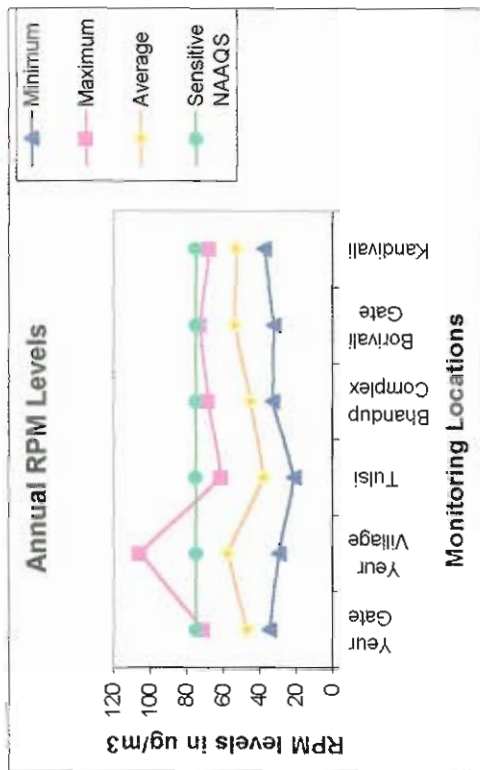 Annual RPM Levels
RPM levels in ug/m3
120
100
80
60
40
20
0
Yeur
Gate
Yeur
Village
Tulsi
Bhandup
Complex
Borivali
Gate
Kandivali
Monitoring Locations
Minimum
Maximum
Average
Sensitive
NAAQS